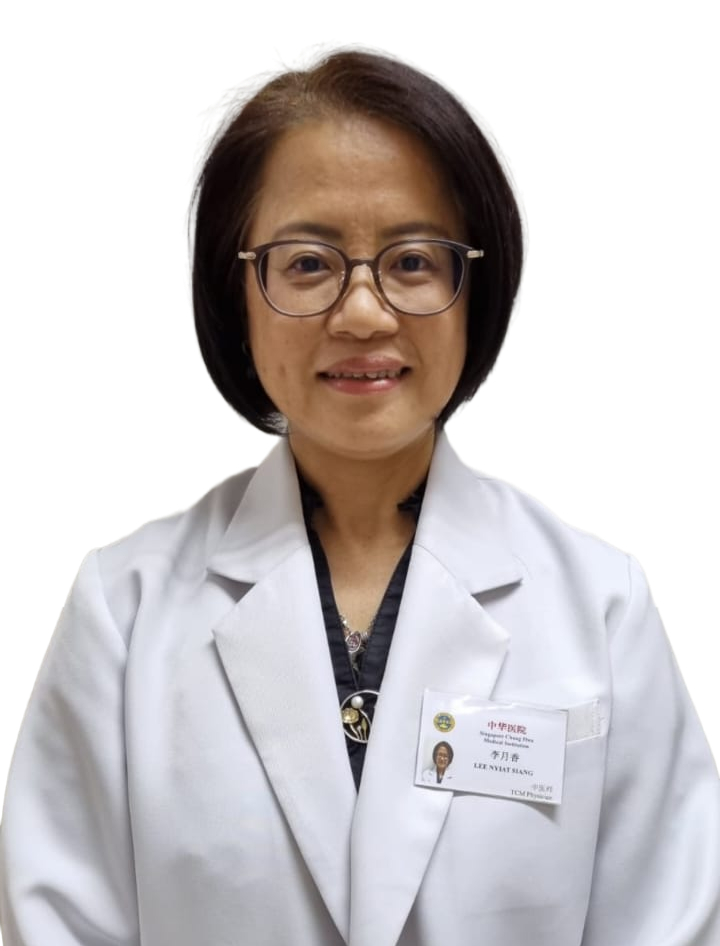 中华医院
Singapore Chung Hwa
Medical Institution
李月香
LEE NYIAT SIANG
中医师
TCM Physician